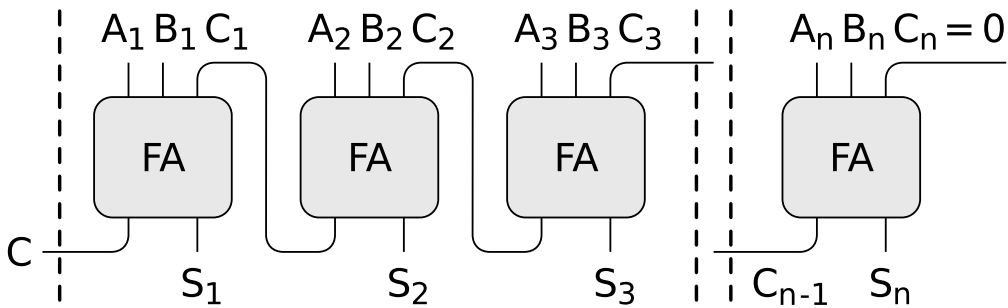 A₁ B₁ C₁ A₂ B₂ C₂ A₃ B₃ C₃ Aₙ Bₙ Cₙ = 0
FA FA FA FA
C
S₁ S₂ S₃ Cₙ₋₁ Sₙ